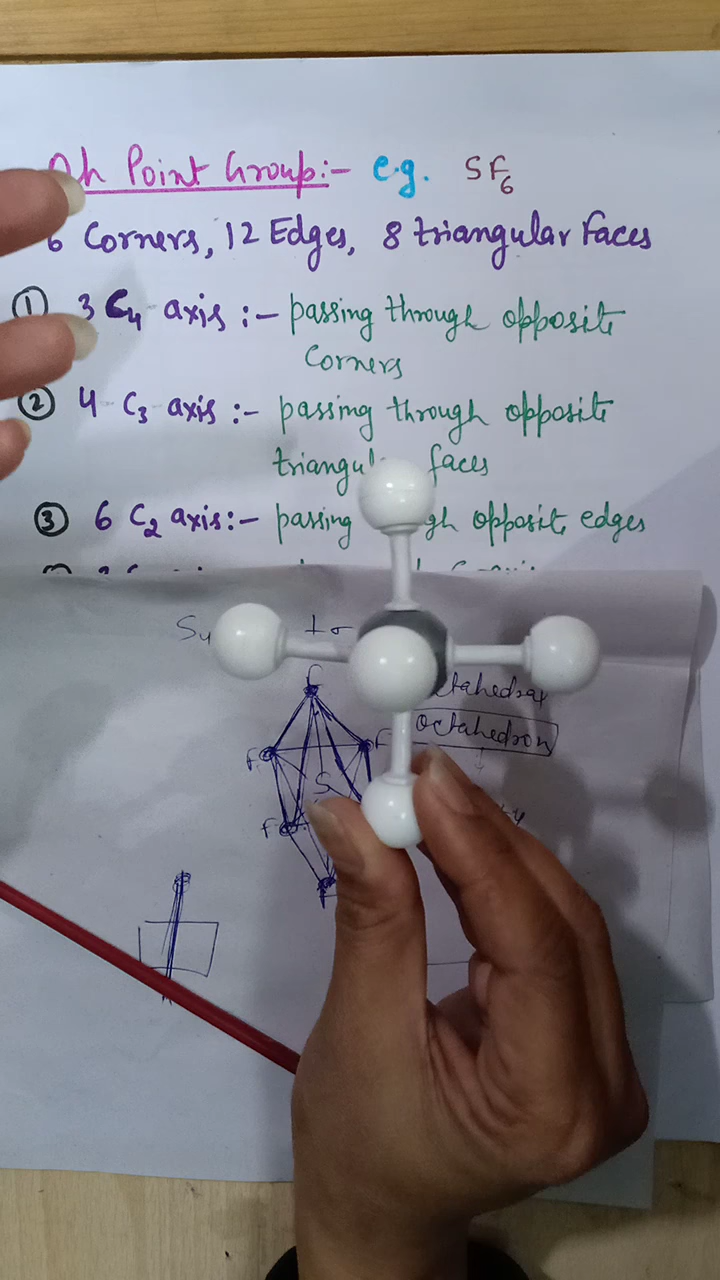 Oh Point Group:- e.g. SF6
6 Corners, 12 Edges, 8 triangular faces
① 3 C4 axis :- passing through opposite
Corners
② 4 C3 axis :- passing through opposite
faces
③ 6 C2 axis:- passing opposite edges
S4 ⊥σ
octahedron
F
F F
S
F